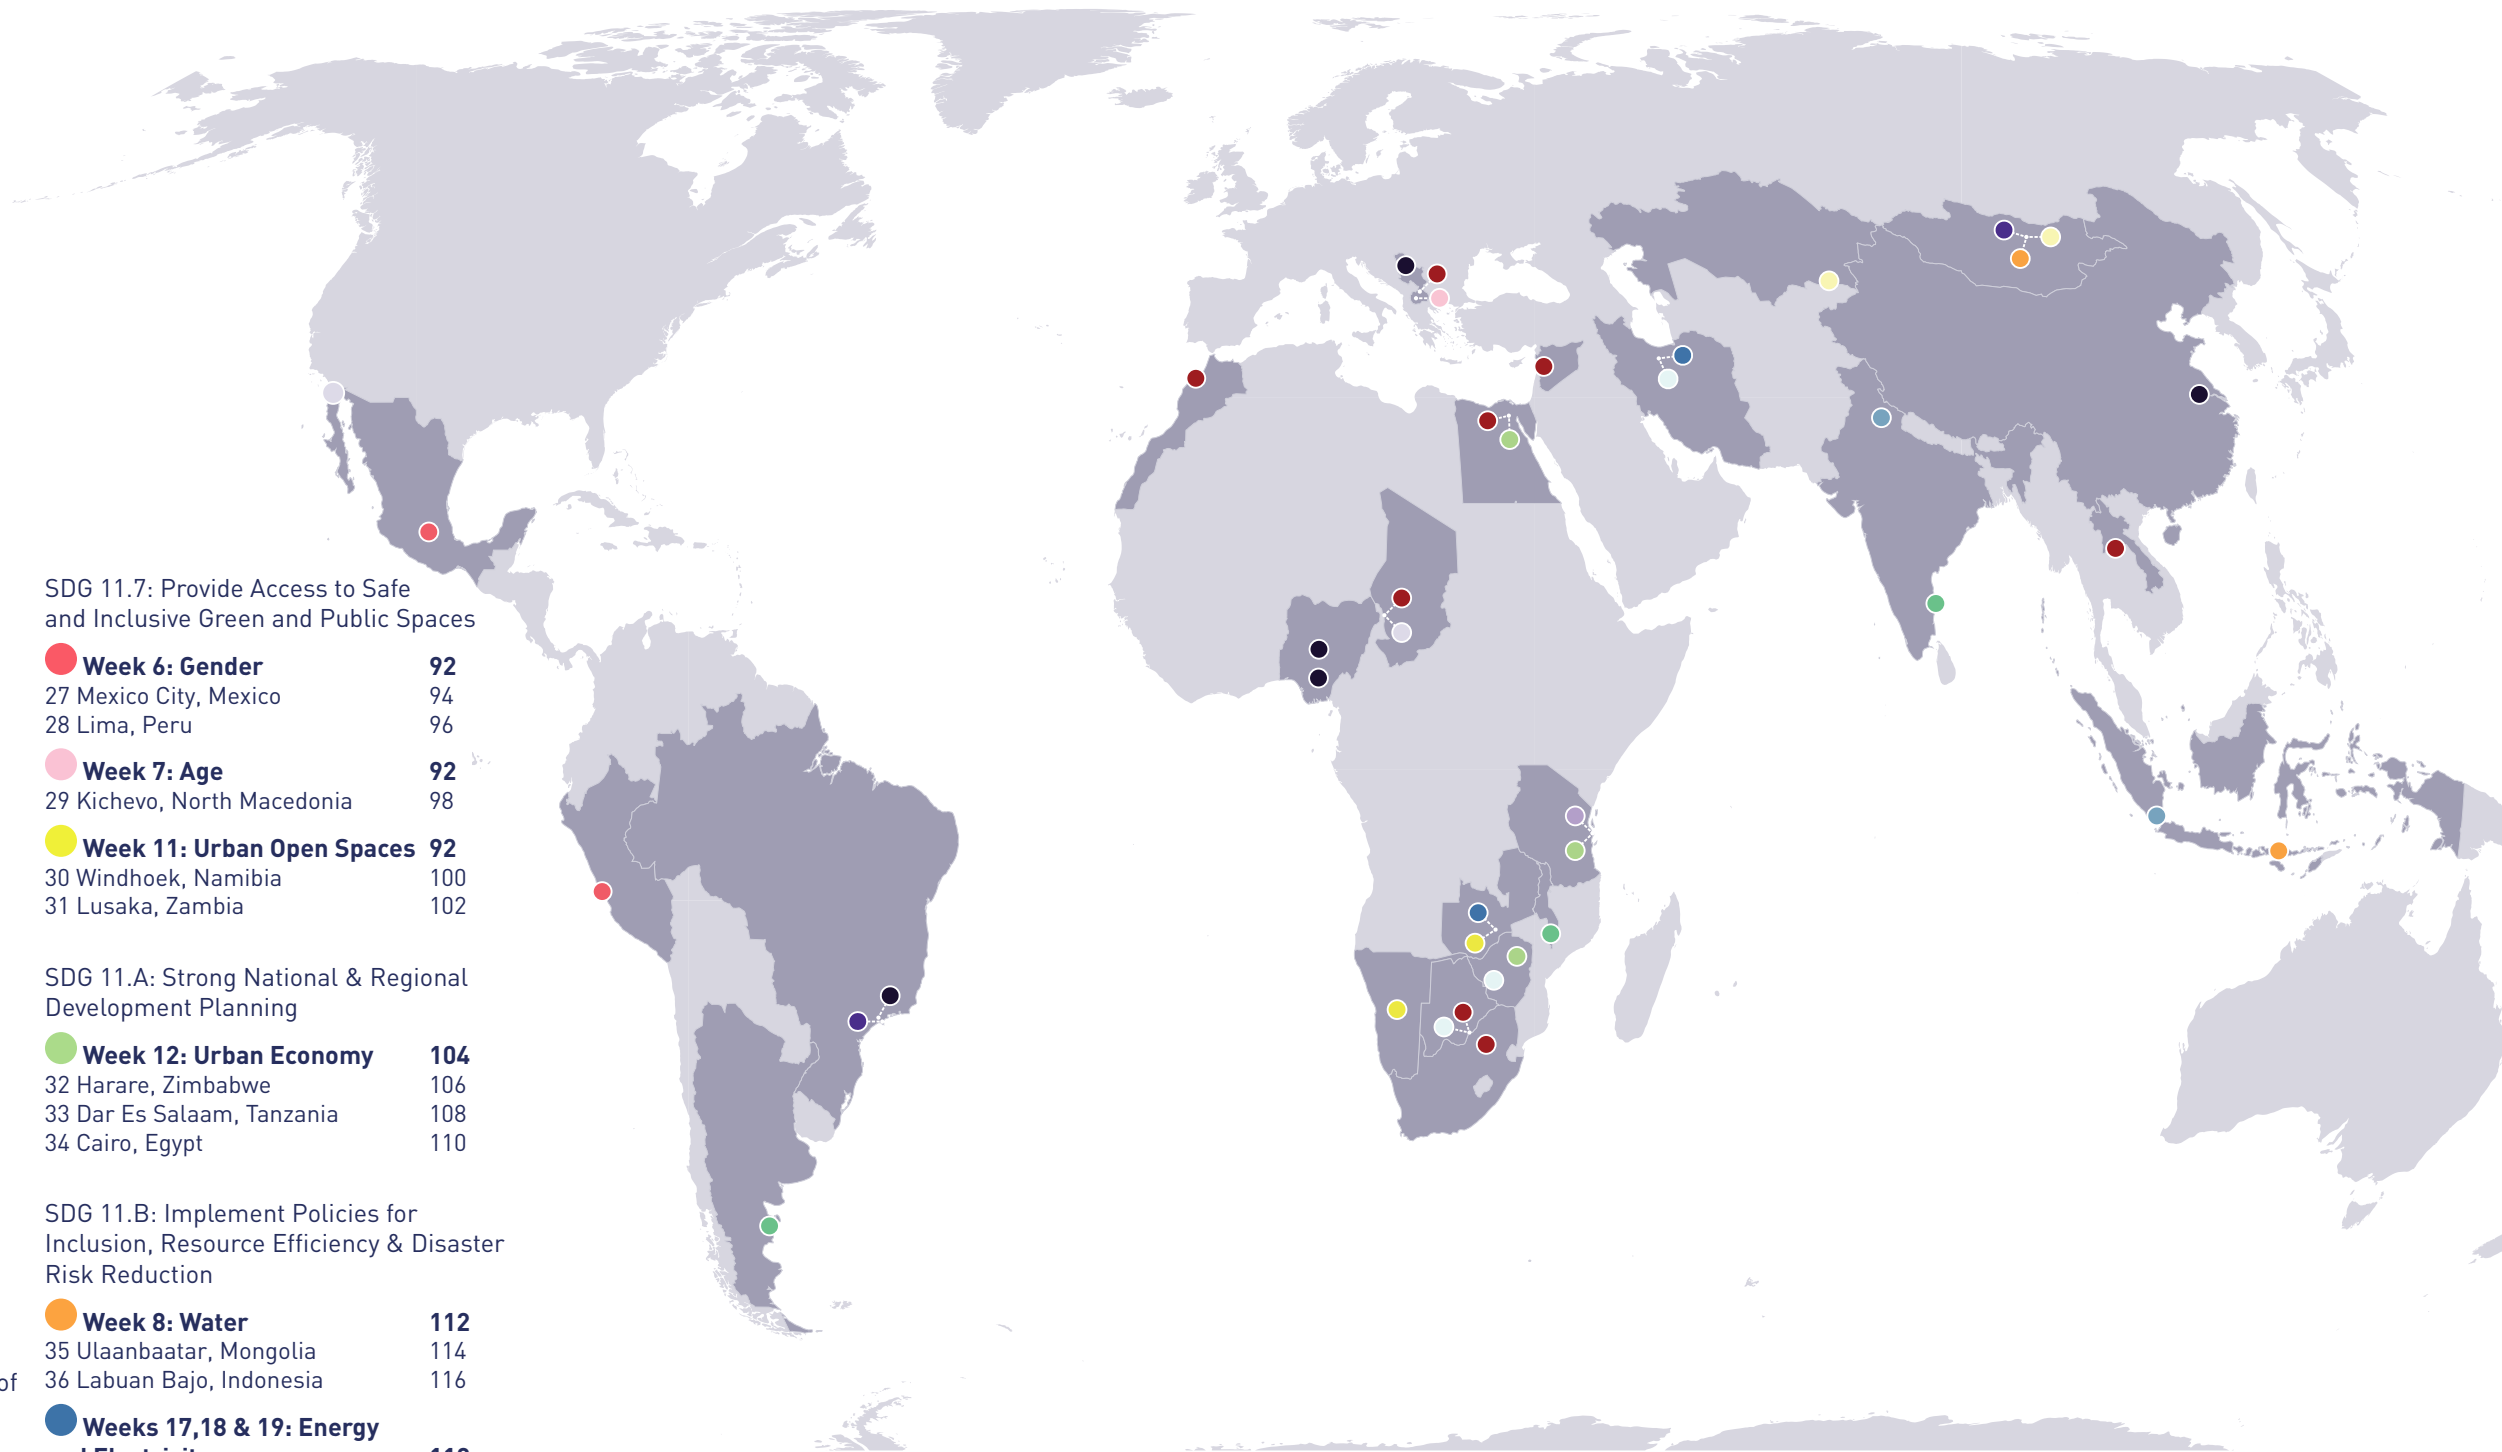 SDG 11.7: Provide Access to Safe
and Inclusive Green and Public Spaces
Week 6: Gender 92
27 Mexico City, Mexico 94
28 Lima, Peru 96
Week 7: Age 92
29 Kichevo, North Macedonia 98
Week 11: Urban Open Spaces 92
30 Windhoek, Namibia 100
31 Lusaka, Zambia 102
SDG 11.A: Strong National & Regional
Development Planning
Week 12: Urban Economy 104
32 Harare, Zimbabwe 106
33 Dar Es Salaam, Tanzania 108
34 Cairo, Egypt 110
SDG 11.B: Implement Policies for
Inclusion, Resource Efficiency & Disaster
Risk Reduction
Week 8: Water 112
35 Ulaanbaatar, Mongolia 114
of
36 Labuan Bajo, Indonesia 116
Weeks 17,18 & 19: Energy